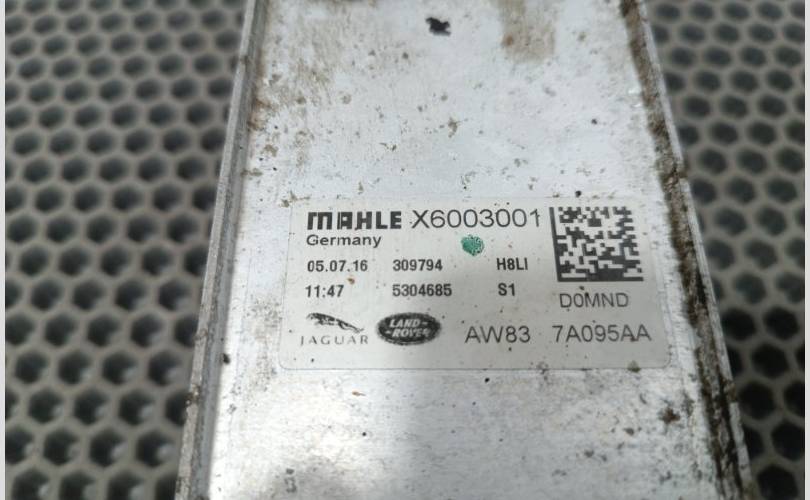 MAHLE X6003001
Germany
05.07.16 309794 H8LI
11:47 5304685 S1
D0MND
JAGUAR LAND-ROVER AW83 7A095AA